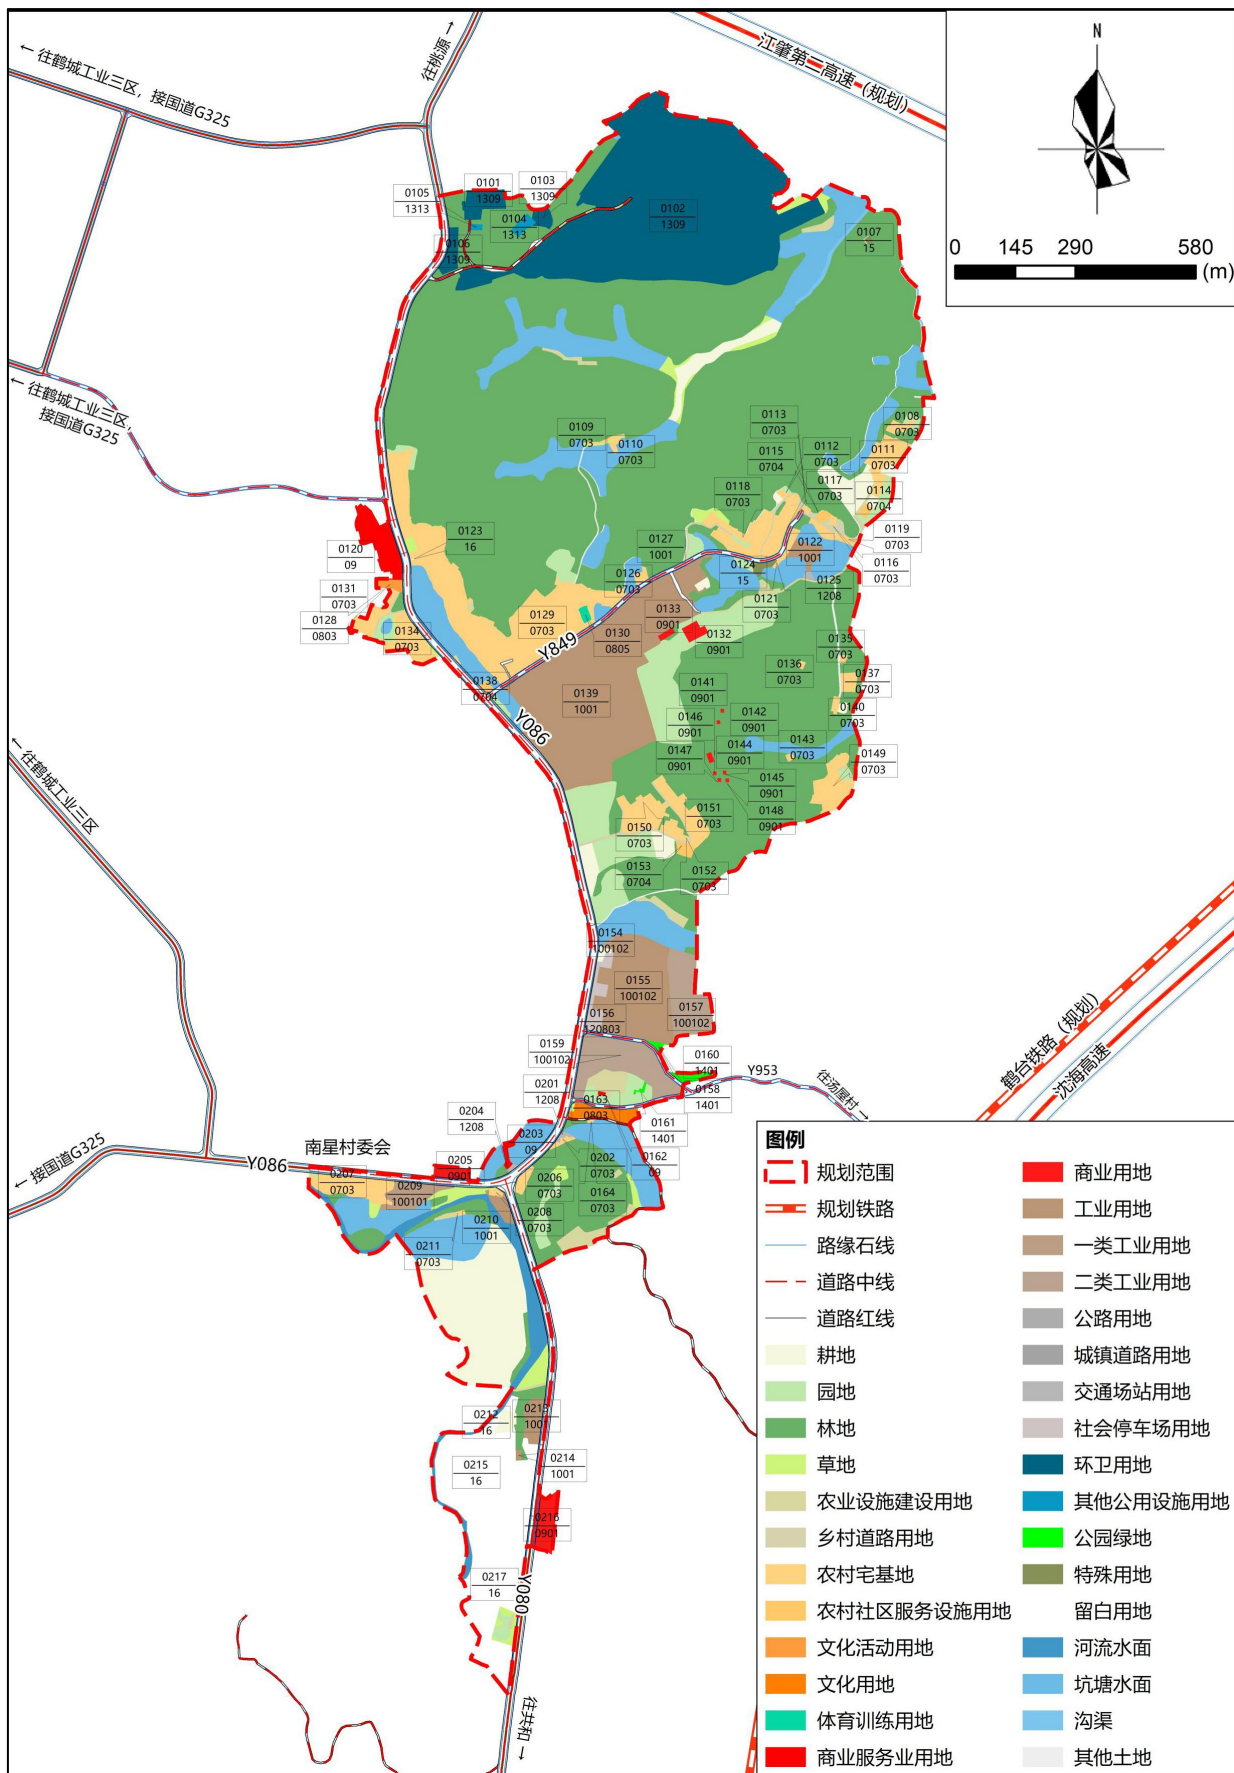 ← 往鹤城工业三区，接国道G325
往桃源 →
江肇第二高速（规划）
N
0 145 290 580
(m)
0101
1309
0103
1309
0105
1313
0104
1313
0102
1309
0106
1309
0107
15
← 往鹤城工业三区，
接国道G325
0113
0703
0108
0703
0109
0703
0110
0703
0115
0704
0112
0703
0111
0703
0118
0703
0117
0703
0114
0704
0123
16
0127
1001
0122
1001
0119
0703
0120
09
0124
15
0116
0703
0126
0703
0125
1208
0131
0703
0121
0703
0128
0803
0129
0703
0133
0901
0134
0703
0130
0805
0132
0901
0135
0703
Y849
0136
0703
0137
0703
0138
0704
0139
1001
0141
0901
0140
0703
0146
0901
0142
0901
Y086
0147
0901
0144
0901
0143
0703
0149
0703
0145
0901
← 往鹤城工业三区
0150
0703
0151
0703
0148
0901
0153
0704
0152
0703
0154
100102
0155
100102
0157
100102
0156
120803
0159
100102
0160
1401
Y953
往汤屋村 →
鹤台铁路（规划）
沈海高速
0201
1208
0163
0803
0158
1401
0204
1208
0161
1401
0203
09
南星村委会
← 接国道G325
Y086
0205
0901
0202
0703
0162
09
0207
0703
0209
100101
0206
0703
0164
0703
0210
1001
0208
0703
0211
0703
0212
16
0213
1001
0215
16
0214
1001
0216
0901
0217
16
Y080
往共和 →
图例
规划范围
规划铁路
路缘石线
道路中线
道路红线
耕地
园地
林地
草地
农业设施建设用地
乡村道路用地
农村宅基地
农村社区服务设施用地
文化活动用地
文化用地
体育训练用地
商业服务业用地
商业用地
工业用地
一类工业用地
二类工业用地
公路用地
城镇道路用地
交通场站用地
社会停车场用地
环卫用地
其他公用设施用地
公园绿地
特殊用地
留白用地
河流水面
坑塘水面
沟渠
其他土地